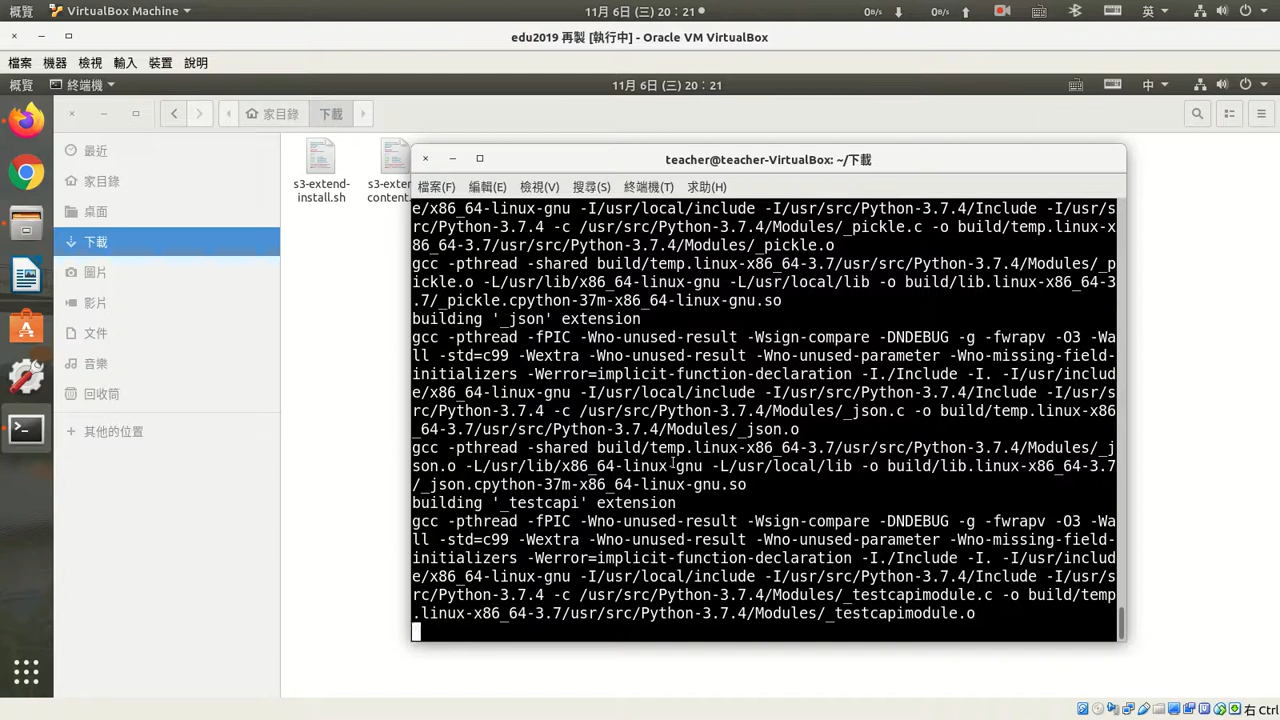 概覽
VirtualBox Machine
11月 6日 (三) 20：21
0B/s
0B/s
英
edu2019 再製 [執行中] - Oracle VM VirtualBox
檔案 機器 檢視 輸入 裝置 說明
概覽
終端機
11月 6日 (三) 20：21
中
家目錄
下載
最近
家目錄
桌面
下載
圖片
影片
文件
音樂
回收筒
其他的位置
s3-extend-
install.sh
s3-exten
content.
teacher@teacher-VirtualBox: ~/下載
檔案(F) 編輯(E) 檢視(V) 搜尋(S) 終端機(T) 求助(H)
e/x86_64-linux-gnu -I/usr/local/include -I/usr/src/Python-3.7.4/Include -I/usr/s
rc/Python-3.7.4 -c /usr/src/Python-3.7.4/Modules/_pickle.c -o build/temp.linux-x
86_64-3.7/usr/src/Python-3.7.4/Modules/_pickle.o
gcc -pthread -shared build/temp.linux-x86_64-3.7/usr/src/Python-3.7.4/Modules/_p
ickle.o -L/usr/lib/x86_64-linux-gnu -L/usr/local/lib -o build/lib.linux-x86_64-3
.7/_pickle.cpython-37m-x86_64-linux-gnu.so
building '_json' extension
gcc -pthread -fPIC -Wno-unused-result -Wsign-compare -DNDEBUG -g -fwrapv -O3 -Wa
ll -std=c99 -Wextra -Wno-unused-result -Wno-unused-parameter -Wno-missing-field-
initializers -Werror=implicit-function-declaration -I./Include -I. -I/usr/includ
e/x86_64-linux-gnu -I/usr/local/include -I/usr/src/Python-3.7.4/Include -I/usr/s
rc/Python-3.7.4 -c /usr/src/Python-3.7.4/Modules/_json.c -o build/temp.linux-x86
_64-3.7/usr/src/Python-3.7.4/Modules/_json.o
gcc -pthread -shared build/temp.linux-x86_64-3.7/usr/src/Python-3.7.4/Modules/_j
son.o -L/usr/lib/x86_64-linux-gnu -L/usr/local/lib -o build/lib.linux-x86_64-3.7
/_json.cpython-37m-x86_64-linux-gnu.so
building '_testcapi' extension
gcc -pthread -fPIC -Wno-unused-result -Wsign-compare -DNDEBUG -g -fwrapv -O3 -Wa
ll -std=c99 -Wextra -Wno-unused-result -Wno-unused-parameter -Wno-missing-field-
initializers -Werror=implicit-function-declaration -I./Include -I. -I/usr/includ
e/x86_64-linux-gnu -I/usr/local/include -I/usr/src/Python-3.7.4/Include -I/usr/s
rc/Python-3.7.4 -c /usr/src/Python-3.7.4/Modules/_testcapimodule.c -o build/temp
.linux-x86_64-3.7/usr/src/Python-3.7.4/Modules/_testcapimodule.o
右 Ctrl